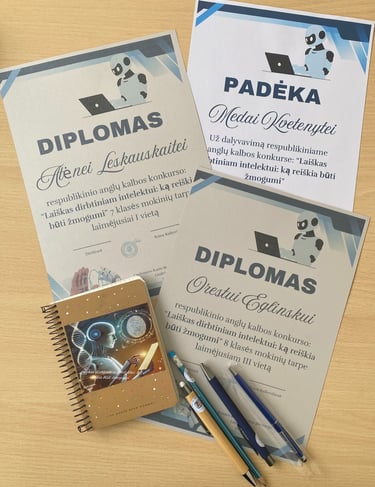 DIPLOMAS
Atėnei Leskauskaitei
respublikinio anglų kalbos konkurso:
"Laiškas dirbtiniam intelektui: ką reiškia
būti žmogumi" 7 klasės mokinių tarpe
laimėjusiai I vietą
PADĖKA
Medai Kvetenytei
Už dalyvavimą respublikiniame
anglų kalbos konkurse: "Laiškas
dirbtiniam intelektui: ką reiškia būti
žmogumi"
DIPLOMAS
Orestui Eglinskui
respublikinio anglų kalbos konkurso:
"Laiškas dirbtiniam intelektui: ką reiškia
būti žmogumi" 8 klasės mokinių tarpe
laimėjusiam III vietą